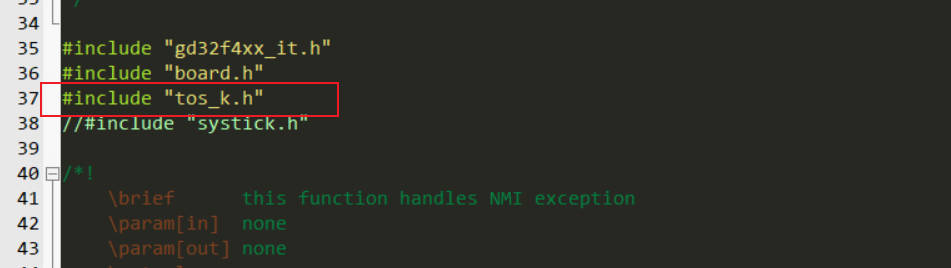 34
35 #include "gd32f4xx_it.h"
36 #include "board.h"
37 #include "tos_k.h"
38 //#include "systick.h"
39
40 /*!
41 \brief this function handles NMI exception
42 \param[in] none
43 \param[out] none